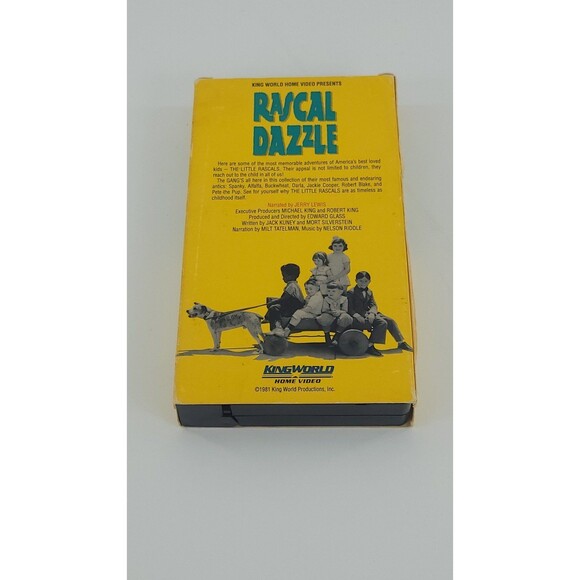 KING WORLD HOME VIDEO PRESENTS
RASCAL
DAZZLE
Here are some of the most memorable adventures of America's best loved
kids – THE LITTLE RASCALS. Their appeal is not limited to children, they
reach out to the child in all of us!
The GANG'S all here in this collection of their most famous and endearing
antics: Spanky, Alfalfa, Buckwheat, Darla, Jackie Cooper, Robert Blake, and
Pete the Pup. See for yourself why THE LITTLE RASCALS are as timeless as
childhood itself.
Narrated by JERRY LEWIS
Executive Producers MICHAEL KING and ROBERT KING
Produced and Directed by EDWARD GLASS
Written by JACK KUNEY and MORT SILVERSTEIN
Narration by MILT TATELMAN, Music by NELSON RIDDLE
KINGWORLD
HOME VIDEO
©1981 King World Productions, Inc.